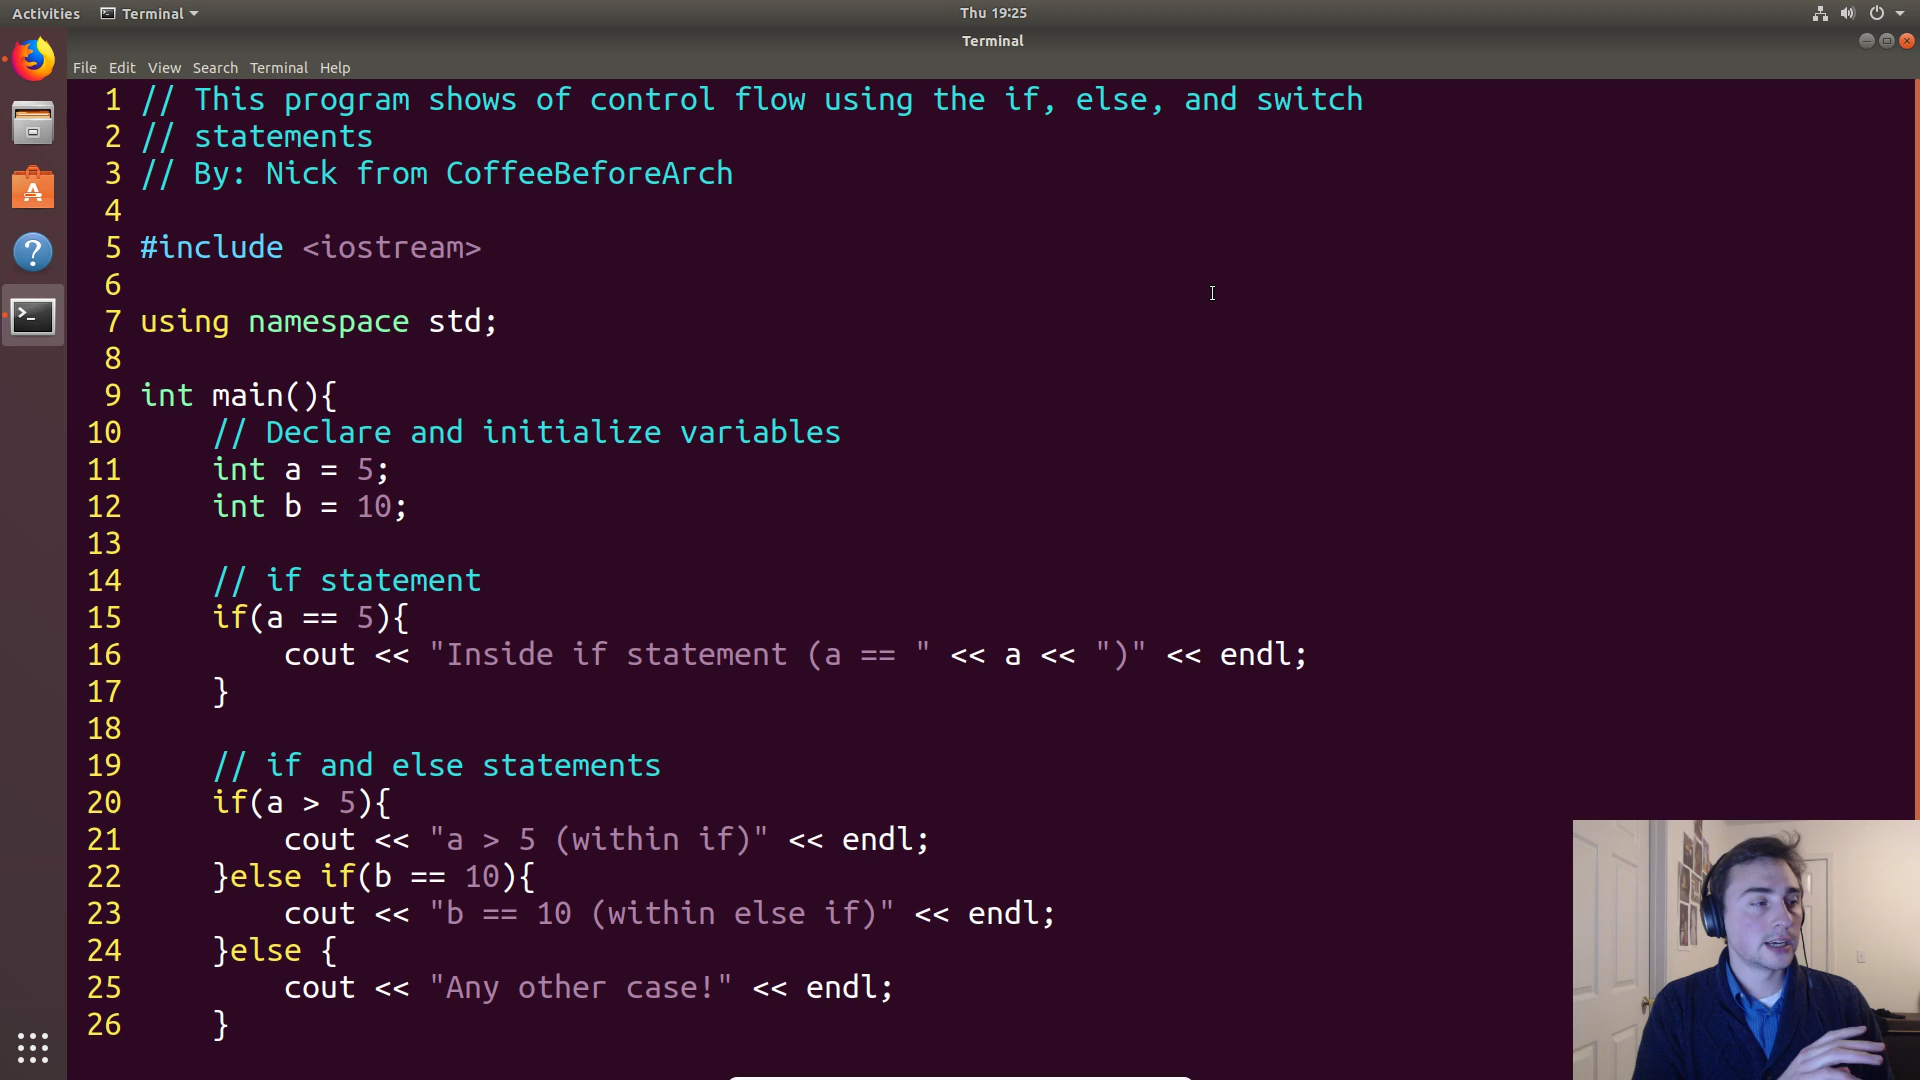 Activities Terminal Thu 19:25
Terminal
File Edit View Search Terminal Help
1 // This program shows of control flow using the if, else, and switch
2 // statements
3 // By: Nick from CoffeeBeforeArch
4
5 #include <iostream>
6
7 using namespace std;
8
9 int main(){
10 // Declare and initialize variables
11 int a = 5;
12 int b = 10;
13
14 // if statement
15 if(a == 5){
16 cout << "Inside if statement (a == " << a << ")" << endl;
17 }
18
19 // if and else statements
20 if(a > 5){
21 cout << "a > 5 (within if)" << endl;
22 }else if(b == 10){
23 cout << "b == 10 (within else if)" << endl;
24 }else {
25 cout << "Any other case!" << endl;
26 }